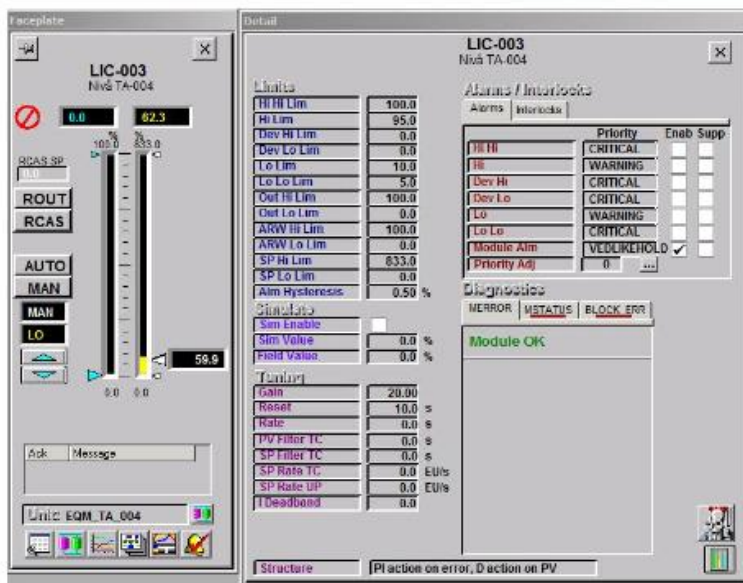 Faceplate
LIC-003
Nivå TA-004
0.0 62.3
% %
100.0 833.0
RCAS SP
0.0
ROUT
RCAS
AUTO
MAN
MAN
LO
59.9
0.0 0.0
Ack Message
Unit: EQM_TA_004
Detail
LIC-003
Nivå TA-004
Limits
Hi Hi Lim 100.0
Hi Lim 95.0
Dev Hi Lim 0.0
Dev Lo Lim 0.0
Lo Lim 10.0
Lo Lo Lim 5.0
Out Hi Lim 100.0
Out Lo Lim 0.0
ARW Hi Lim 100.0
ARW Lo Lim 0.0
SP Hi Lim 833.0
SP Lo Lim 0.0
Alm Hysteresis 0.50 %
Simulate
Sim Enable
Sim Value 0.0 %
Field Value 0.0 %
Tuning
Gain 20.00
Reset 10.0 s
Rate 0.0 s
PV Filter TC 0.0 s
SP Filter TC 0.0 s
SP Rate TC 0.0 EU/s
SP Rate UP 0.0 EU/s
I Deadband 0.0
Structure PI action on error, D action on PV
Alarms / Interlocks
Alarms Interlocks
Priority Enab Supp
Hi Hi CRITICAL
Hi WARNING
Dev Hi CRITICAL
Dev Lo CRITICAL
Lo WARNING
Lo Lo CRITICAL
Module Alm VEDLIKEHOLD
Priority Adj 0 ...
Diagnostics
MERROR MSTATUS BLOCK_ERR
Module OK